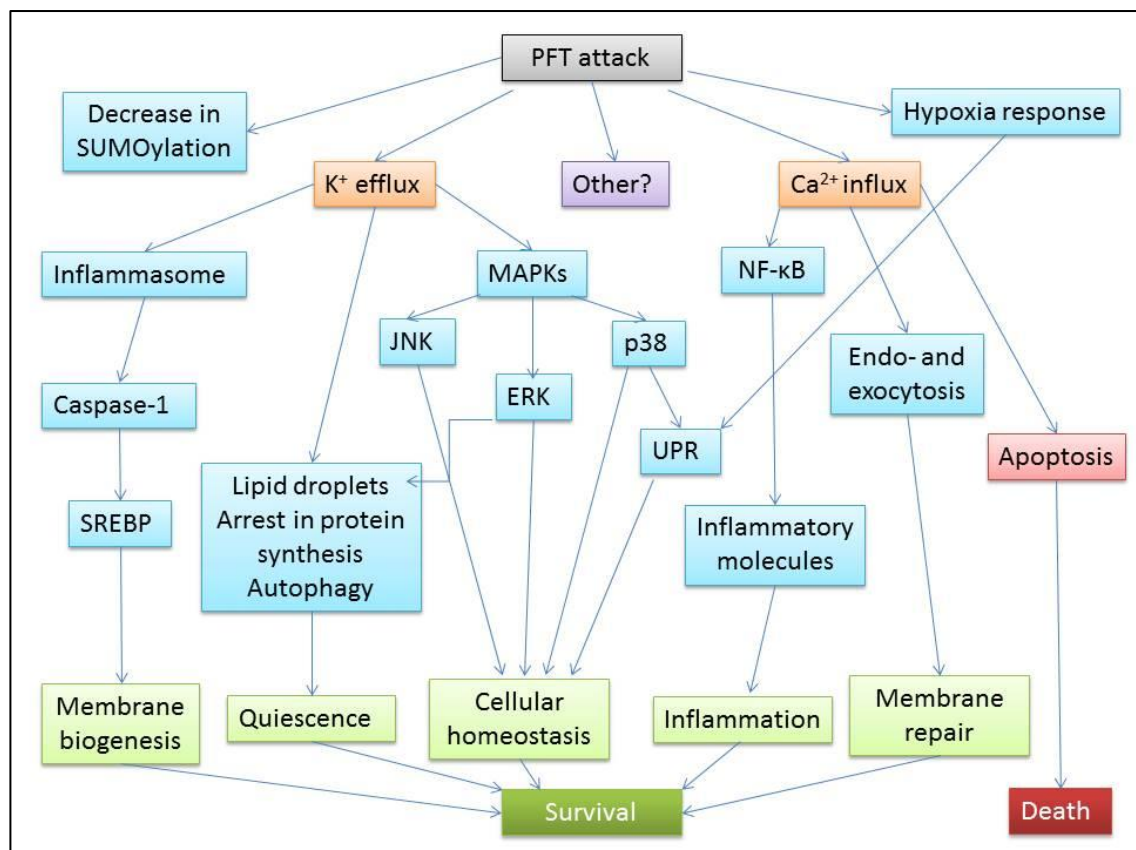 PFT attack
Decrease in
SUMOylation
Hypoxia response
K⁺ efflux
Other?
Ca²⁺ influx
Inflammasome
MAPKs
NF-κB
JNK
p38
Endo- and
exocytosis
Caspase-1
ERK
UPR
Apoptosis
Lipid droplets
Arrest in protein
synthesis
Autophagy
SREBP
Inflammatory
molecules
Membrane
biogenesis
Quiescence
Cellular
homeostasis
Inflammation
Membrane
repair
Survival
Death